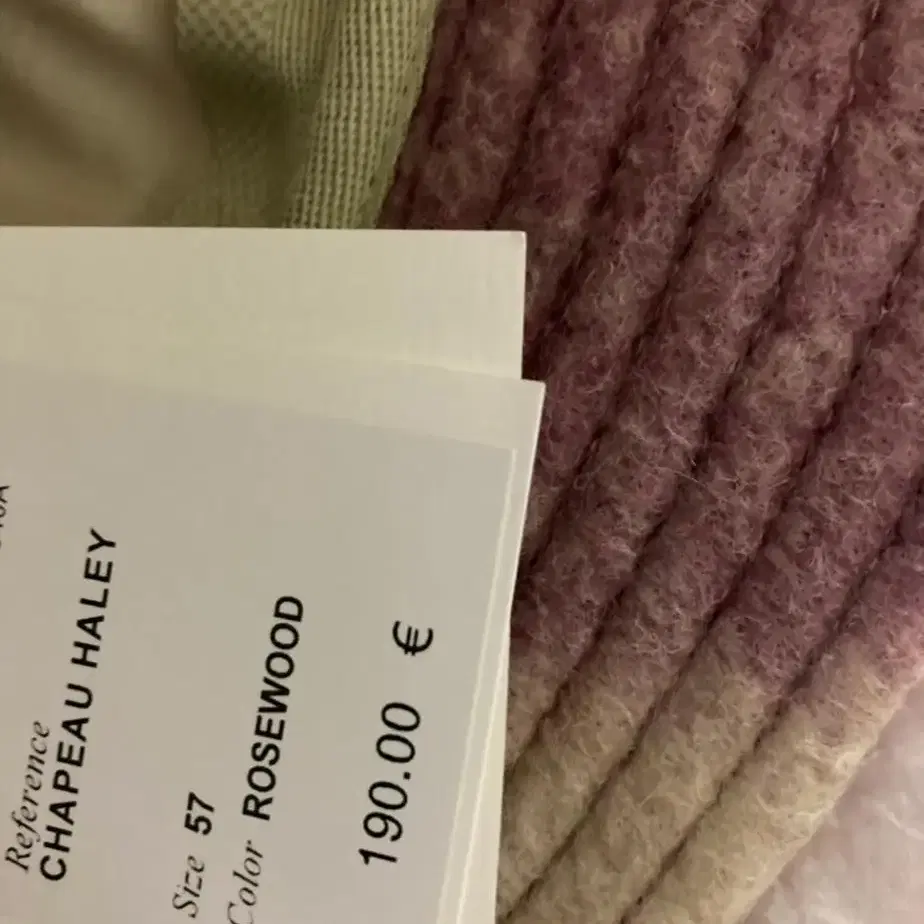 Reference
CHAPEAU HALEY
Size 57
Color ROSEWOOD
190.00 €